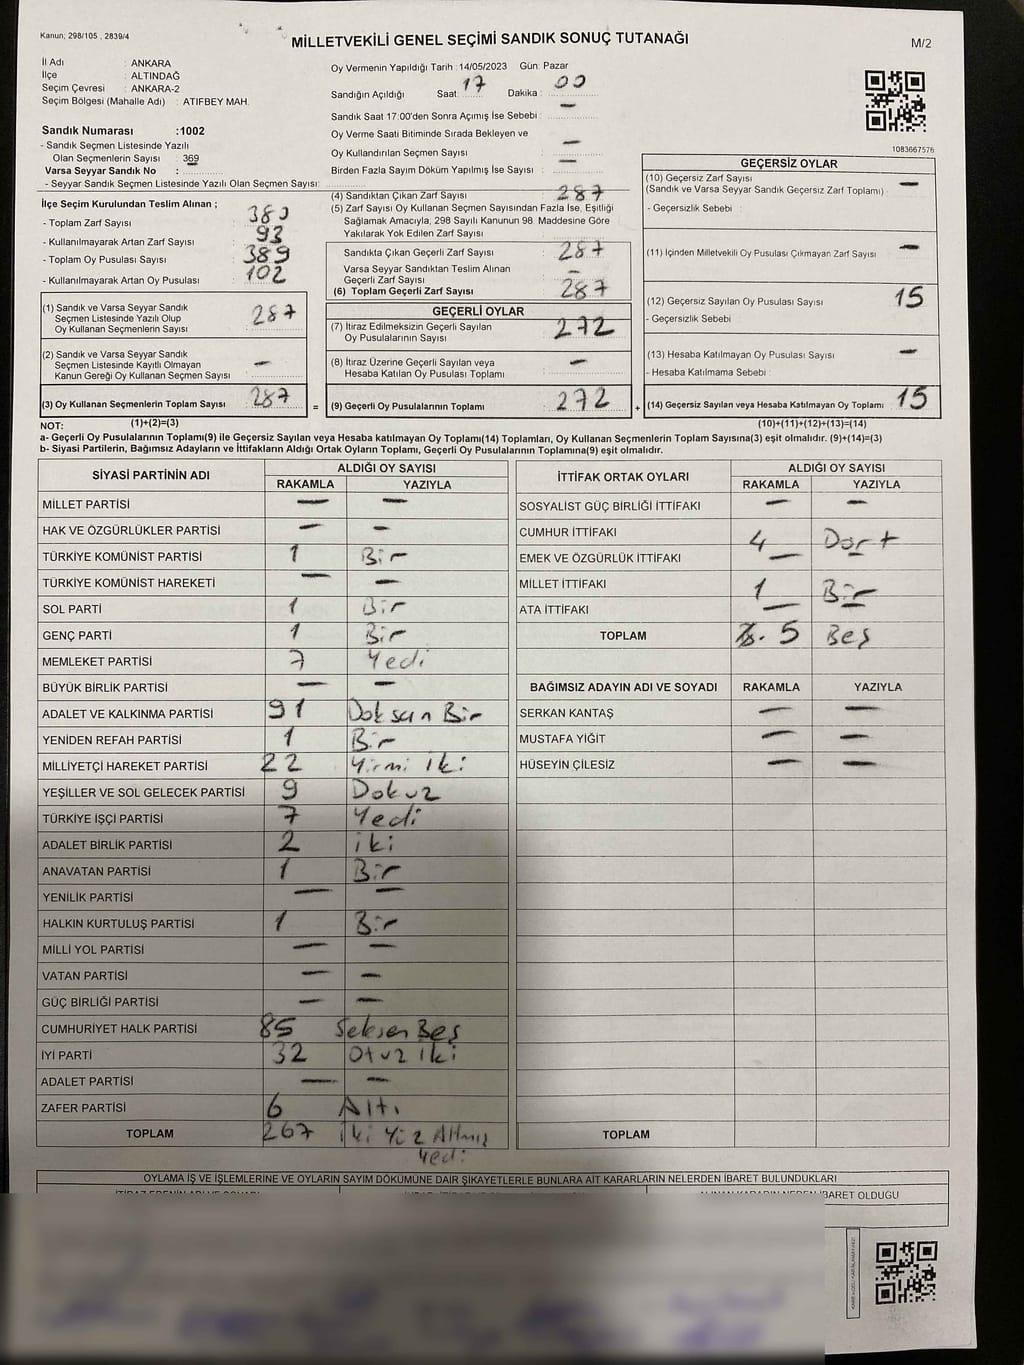 Kanun; 298/105 , 2839/4
MİLLETVEKİLİ GENEL SEÇİMİ SANDIK SONUÇ TUTANAĞI
M/2
İl Adı : ANKARA
İlçe : ALTINDAĞ
Seçim Çevresi : ANKARA-2
Seçim Bölgesi (Mahalle Adı) : ATIFBEY MAH.
Sandık Numarası :1002
- Sandık Seçmen Listesinde Yazılı
Olan Seçmenlerin Sayısı : 369
Varsa Seyyar Sandık No :
- Seyyar Sandık Seçmen Listesinde Yazılı Olan Seçmen Sayısı:
Oy Vermenin Yapıldığı Tarih : 14/05/2023 Gün: Pazar
Sandığın Açıldığı Saat: 17 Dakika : 00
Sandık Saat 17:00'den Sonra Açımış İse Sebebi : —
Oy Verme Saati Bitiminde Sırada Bekleyen ve
Oy Kullandırılan Seçmen Sayısı : —
Birden Fazla Sayım Döküm Yapılmış İse Sayısı : —
1083667576
İlçe Seçim Kurulundan Teslim Alınan ;
- Toplam Zarf Sayısı : 380
- Kullanılmayarak Artan Zarf Sayısı : 93
- Toplam Oy Pusulası Sayısı : 389
- Kullanılmayarak Artan Oy Pusulası : 102
(1) Sandık ve Varsa Seyyar Sandık
Seçmen Listesinde Yazılı Olup
Oy Kullanan Seçmenlerin Sayısı : 287
(2) Sandık ve Varsa Seyyar Sandık
Seçmen Listesinde Kayıtlı Olmayan
Kanun Gereği Oy Kullanan Seçmen Sayısı : —
(3) Oy Kullanan Seçmenlerin Toplam Sayısı : 287
(1)+(2)=(3)
(4) Sandıktan Çıkan Zarf Sayısı : 287
(5) Zarf Sayısı Oy Kullanan Seçmen Sayısından Fazla İse, Eşitliği
Sağlamak Amacıyla, 298 Sayılı Kanunun 98. Maddesine Göre
Yakılarak Yok Edilen Zarf Sayısı :
Sandıkta Çıkan Geçerli Zarf Sayısı : 287
Varsa Seyyar Sandıktan Teslim Alınan
Geçerli Zarf Sayısı : —
(6) Toplam Geçerli Zarf Sayısı : 287
GEÇERLİ OYLAR
(7) İtiraz Edilmeksizin Geçerli Sayılan
Oy Pusulalarının Sayısı : 272
(8) İtiraz Üzerine Geçerli Sayılan veya
Hesaba Katılan Oy Pusulası Toplamı : —
= (9) Geçerli Oy Pusulalarının Toplamı : 272 +
GEÇERSİZ OYLAR
(10) Geçersiz Zarf Sayısı
(Sandık ve Varsa Seyyar Sandık Geçersiz Zarf Toplamı) : —
- Geçersizlik Sebebi :
(11) İçinden Milletvekili Oy Pusulası Çıkmayan Zarf Sayısı : —
(12) Geçersiz Sayılan Oy Pusulası Sayısı : 15
- Geçersizlik Sebebi :
(13) Hesaba Katılmayan Oy Pusulası Sayısı : —
- Hesaba Katılmama Sebebi :
(14) Geçersiz Sayılan veya Hesaba Katılmayan Oy Toplamı : 15
(10)+(11)+(12)+(13)=(14)
NOT:
a- Geçerli Oy Pusulalarının Toplamı(9) ile Geçersiz Sayılan veya Hesaba katılmayan Oy Toplamı(14) Toplamları, Oy Kullanan Seçmenlerin Toplam Sayısına(3) eşit olmalıdır. (9)+(14)=(3)
b- Siyasi Partilerin, Bağımsız Adayların ve İttifakların Aldığı Ortak Oyların Toplamı, Geçerli Oy Pusulalarının Toplamına(9) eşit olmalıdır.
SİYASİ PARTİNİN ADI
ALDIĞI OY SAYISI
RAKAMLA YAZIYLA
MİLLET PARTİSİ — —
HAK VE ÖZGÜRLÜKLER PARTİSİ — —
TÜRKİYE KOMÜNİST PARTİSİ 1 Bir
TÜRKİYE KOMÜNİST HAREKETİ — —
SOL PARTİ 1 Bir
GENÇ PARTİ 1 Bir
MEMLEKET PARTİSİ 7 Yedi
BÜYÜK BİRLİK PARTİSİ — —
ADALET VE KALKINMA PARTİSİ 91 Doksan Bir
YENİDEN REFAH PARTİSİ 1 Bir
MİLLİYETÇİ HAREKET PARTİSİ 22 Yirmi iki
YEŞİLLER VE SOL GELECEK PARTİSİ 9 Dokuz
TÜRKİYE İŞÇİ PARTİSİ 7 Yedi
ADALET BİRLİK PARTİSİ 2 iki
ANAVATAN PARTİSİ 1 Bir
YENİLİK PARTİSİ — —
HALKIN KURTULUŞ PARTİSİ 1 Bir
MİLLİ YOL PARTİSİ — —
VATAN PARTİSİ — —
GÜÇ BİRLİĞİ PARTİSİ — —
CUMHURİYET HALK PARTİSİ 85 Seksen Beş
İYİ PARTİ 32 Otuz iki
ADALET PARTİSİ — —
ZAFER PARTİSİ 6 Altı
TOPLAM 267 iki Yüz Altmış
Yedi
İTTİFAK ORTAK OYLARI
ALDIĞI OY SAYISI
RAKAMLA YAZIYLA
SOSYALİST GÜÇ BİRLİĞİ İTTİFAKI — —
CUMHUR İTTİFAKI 4 Dört
EMEK VE ÖZGÜRLÜK İTTİFAKI — —
MİLLET İTTİFAKI 1 Bir
ATA İTTİFAKI — —
TOPLAM 5 Beş
BAĞIMSIZ ADAYIN ADI VE SOYADI RAKAMLA YAZIYLA
SERKAN KANTAŞ — —
MUSTAFA YİĞİT — —
HÜSEYİN ÇİLESİZ — —
TOPLAM
OYLAMA İŞ VE İŞLEMLERİNE VE OYLARIN SAYIM DÖKÜMÜNE DAİR ŞİKAYETLERLE BUNLARA AİT KARARLARIN NELERDEN İBARET BULUNDUKLARI
İBARET OLDUĞU